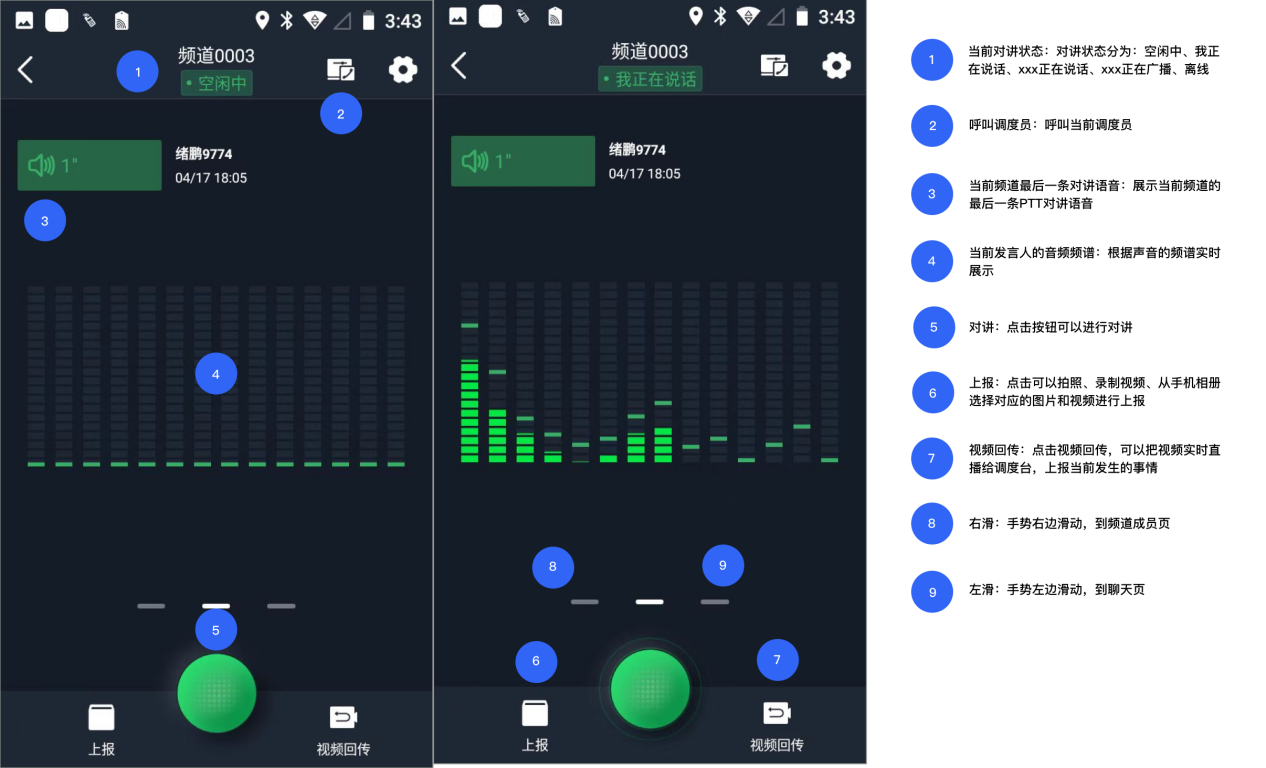 3:43
频道0003
空闲中
1
2
1"
绪鹏9774
04/17 18:05
3
4
5
上报
视频回传
3:43
频道0003
我正在说话
1"
绪鹏9774
04/17 18:05
8
9
6
7
上报
视频回传
1
当前对讲状态：对讲状态分为：空闲中、我正
在说话、xxx正在说话、xxx正在广播、离线
2
呼叫调度员：呼叫当前调度员
3
当前频道最后一条对讲语音：展示当前频道的
最后一条PTT对讲语音
4
当前发言人的音频频谱：根据声音的频谱实时
展示
5
对讲：点击按钮可以进行对讲
6
上报：点击可以拍照、录制视频、从手机相册
选择对应的图片和视频进行上报
7
视频回传：点击视频回传，可以把视频实时直
播给调度台，上报当前发生的事情
8
右滑：手势右边滑动，到频道成员页
9
左滑：手势左边滑动，到聊天页